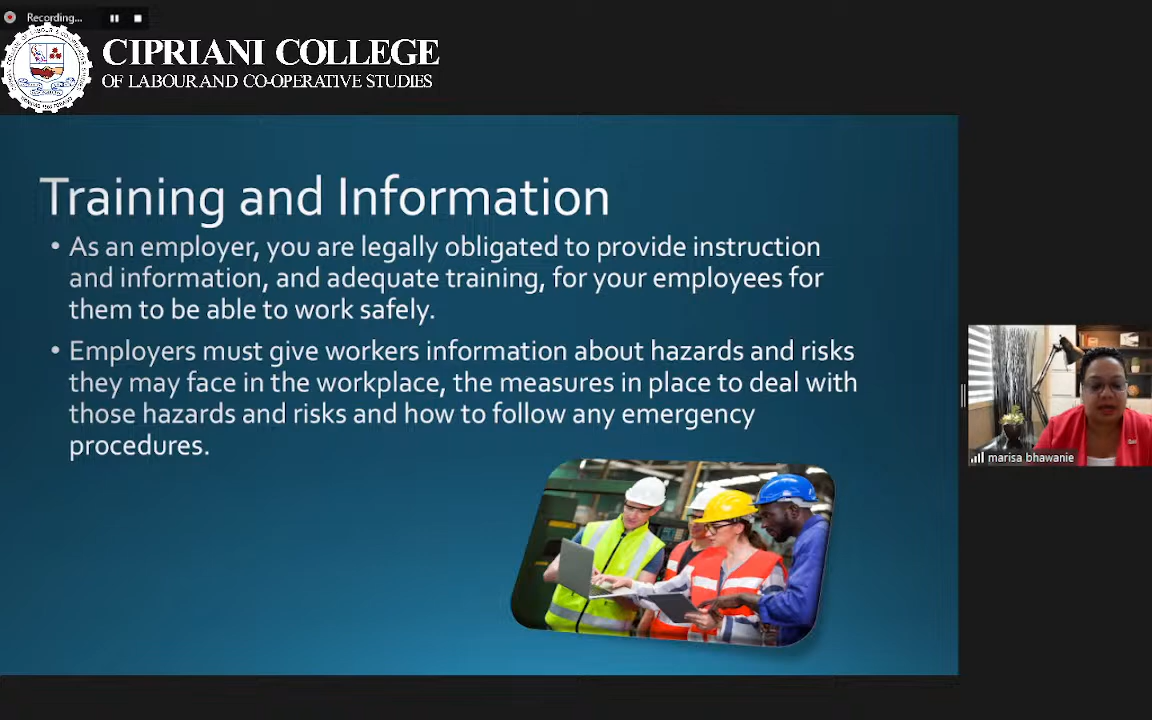 Recording...
CIPRIANI COLLEGE
OF LABOUR AND CO-OPERATIVE STUDIES
Training and Information
• As an employer, you are legally obligated to provide instruction
and information, and adequate training, for your employees for
them to be able to work safely.
• Employers must give workers information about hazards and risks
they may face in the workplace, the measures in place to deal with
those hazards and risks and how to follow any emergency
procedures.
marisa bhawanie